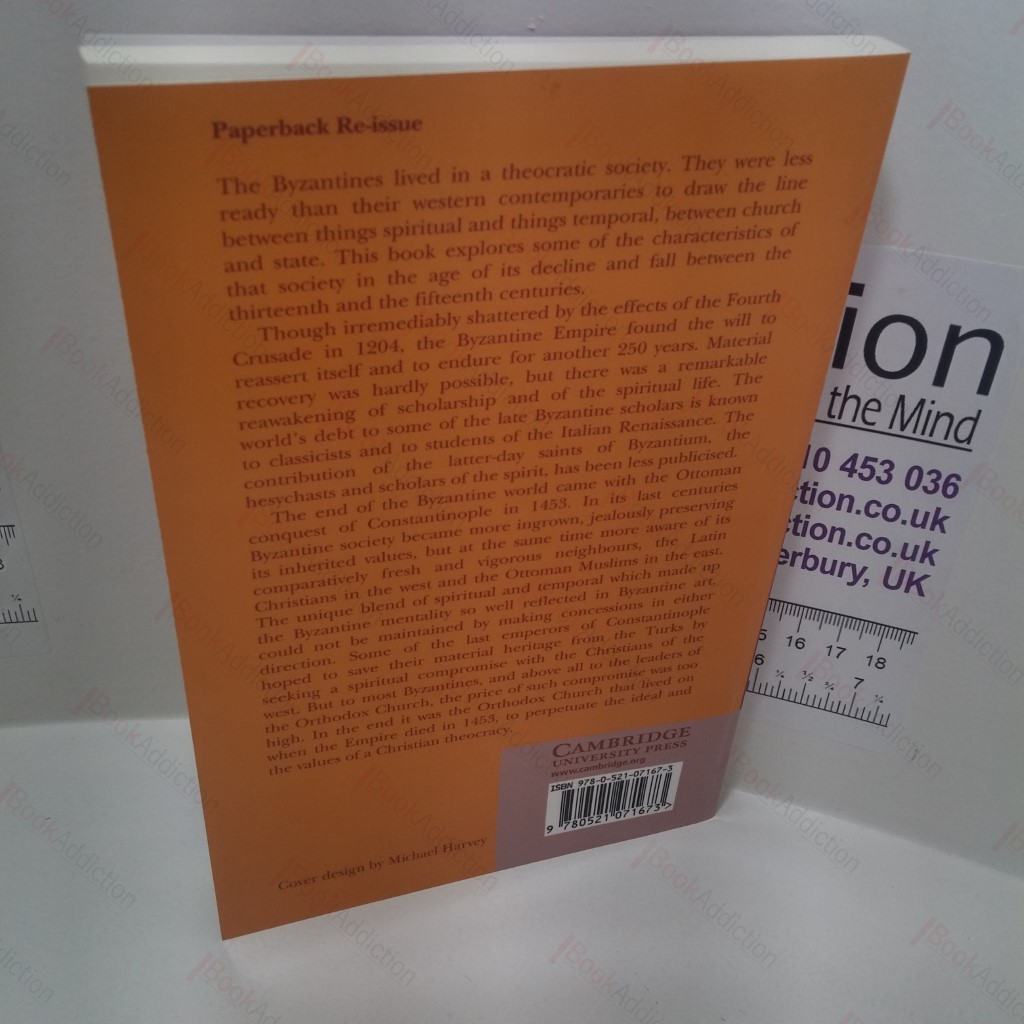 Paperback Re-issue
The Byzantines lived in a theocratic society. They were less
ready than their western contemporaries to draw the line
between things spiritual and things temporal, between church
and state. This book explores some of the characteristics of
that society in the age of its decline and fall between the
thirteenth and the fifteenth centuries.
Though irremediably shattered by the effects of the Fourth
Crusade in 1204, the Byzantine Empire found the will to
reassert itself and to endure for another 250 years. Material
recovery was hardly possible, but there was a remarkable
reawakening of scholarship and of the spiritual life. The
world's debt to some of the late Byzantine scholars is known
to classicists and to students of the Italian Renaissance. The
contribution of the latter-day saints of Byzantium, the
hesychasts and scholars of the spirit, has been less publicised.
The end of the Byzantine world came with the Ottoman
conquest of Constantinople in 1453. In its last centuries
Byzantine society became more ingrown, jealously preserving
its inherited values, but at the same time more aware of its
comparatively fresh and vigorous neighbours, the Latin
Christians in the west and the Ottoman Muslims in the east.
The unique blend of spiritual and temporal which made up
the Byzantine mentality so well reflected in Byzantine art,
could not be maintained by making concessions in either
direction. Some of the last emperors of Constantinople
hoped to save their material heritage from the Turks by
seeking a spiritual compromise with the Christians of the
west. But to most Byzantines, and above all to the leaders of
the Orthodox Church, the price of such compromise was too
high. In the end it was the Orthodox Church that lived on
when the Empire died in 1453, to perpetuate the ideal and
the values of a Christian theocracy.
CAMBRIDGE
UNIVERSITY PRESS
www.cambridge.org
ISBN 978-0-521-07167-3
9 780521 071673 >
Cover design by Michael Harvey
ion
the Mind
10 453 036
ction.co.uk
ction.co.uk
erbury, UK
5 16 17 18
6 ¼ ½ ¾ 7 ¼
BookAddiction